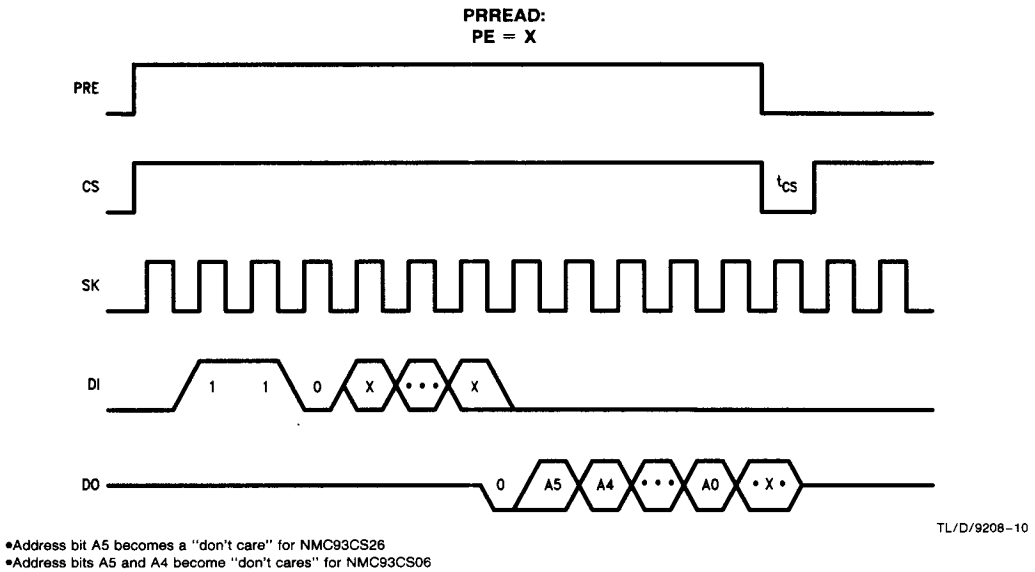 PRREAD:
PE = X
PRE
CS
tCS
SK
DI
1 1 0 X • • • X
DO
0 A5 A4 • • • A0 • X •
TL/D/9208–10
•Address bit A5 becomes a "don't care" for NMC93CS26
•Address bits A5 and A4 become "don't cares" for NMC93CS06